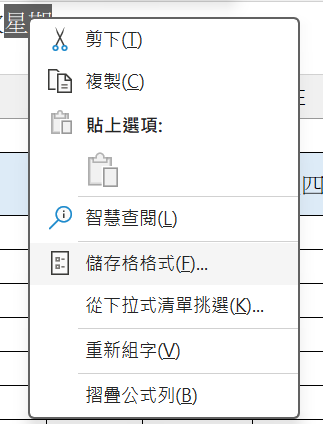 星期
剪下(T)
複製(C)
貼上選項:
智慧查閱(L)
儲存格格式(F)...
四
從下拉式清單挑選(K)...
重新組字(V)
摺疊公式列(B)